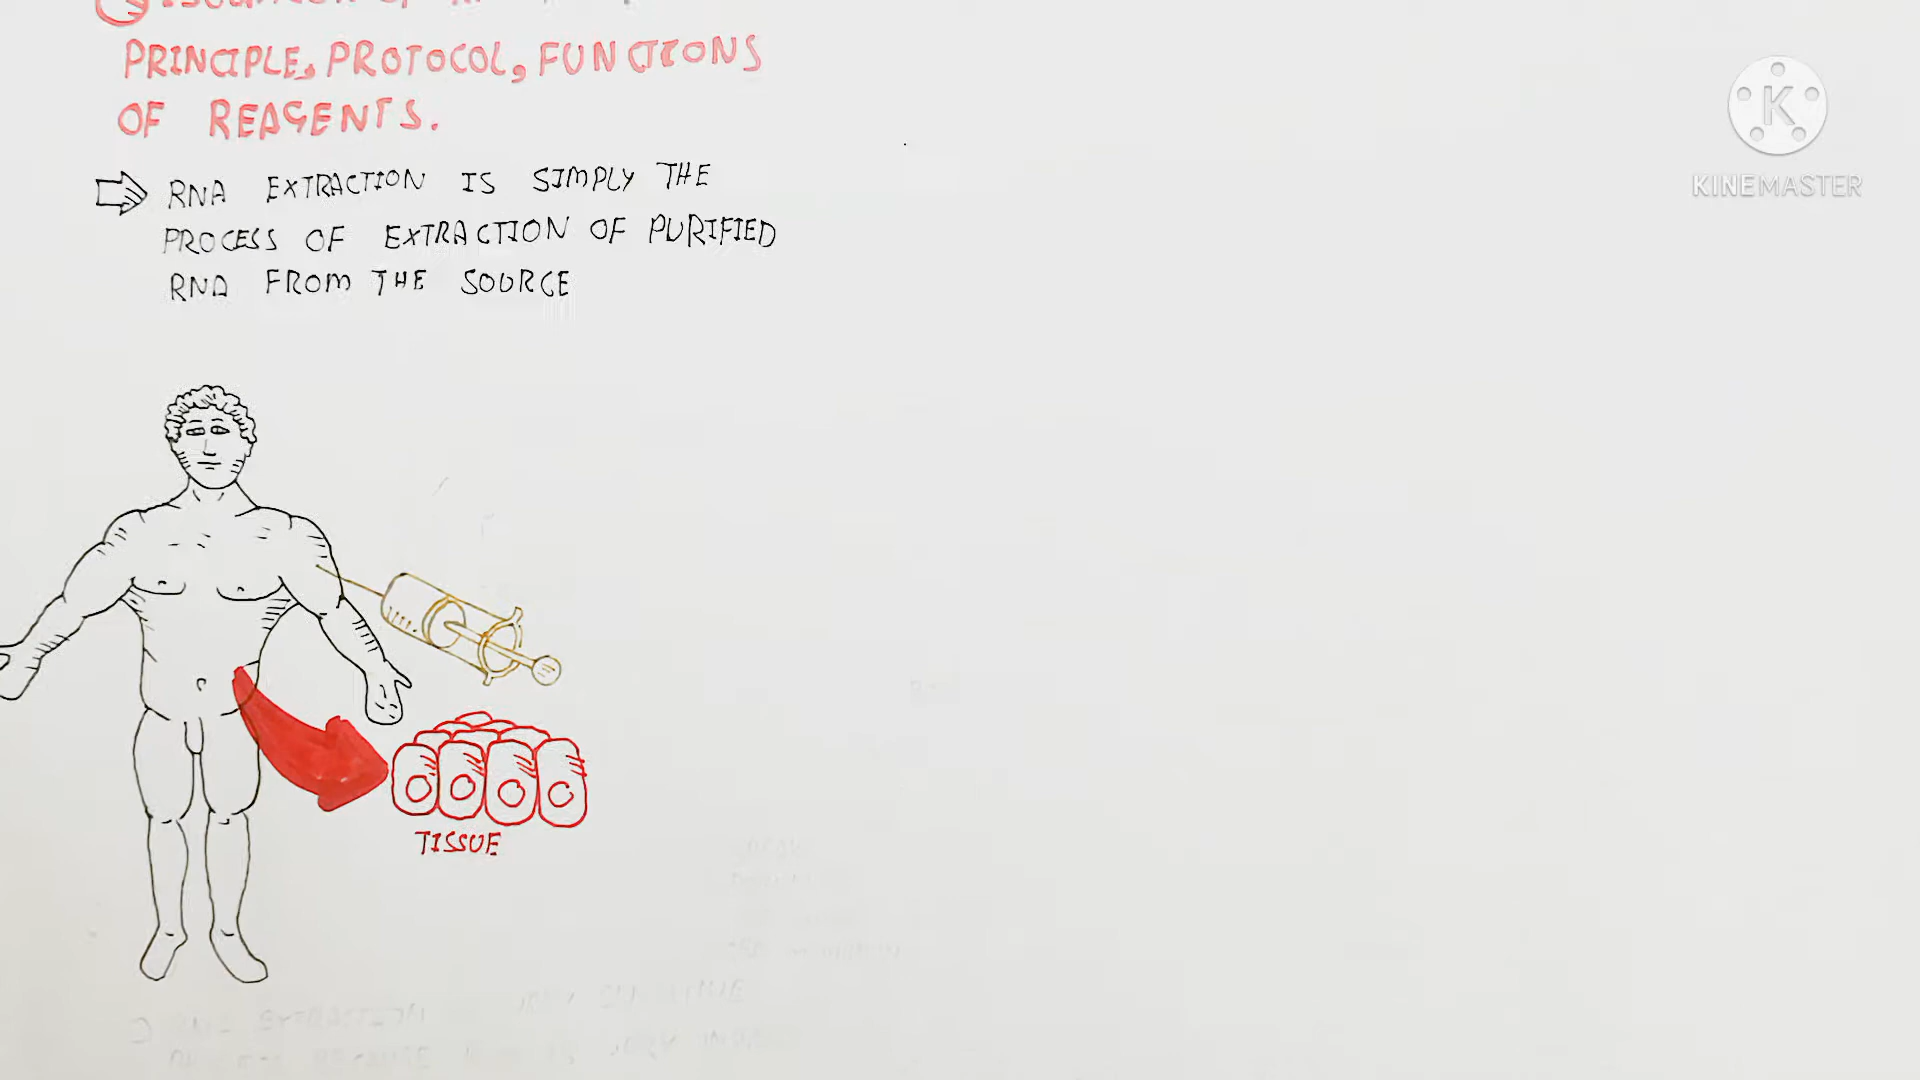 PRINCIPLE, PROTOCOL, FUNCTIONS
OF REAGENTS.
RNA EXTRACTION IS SIMPLY THE
PROCESS OF EXTRACTION OF PURIFIED
RNA FROM THE SOURCE
TISSUE
K
KINEMASTER